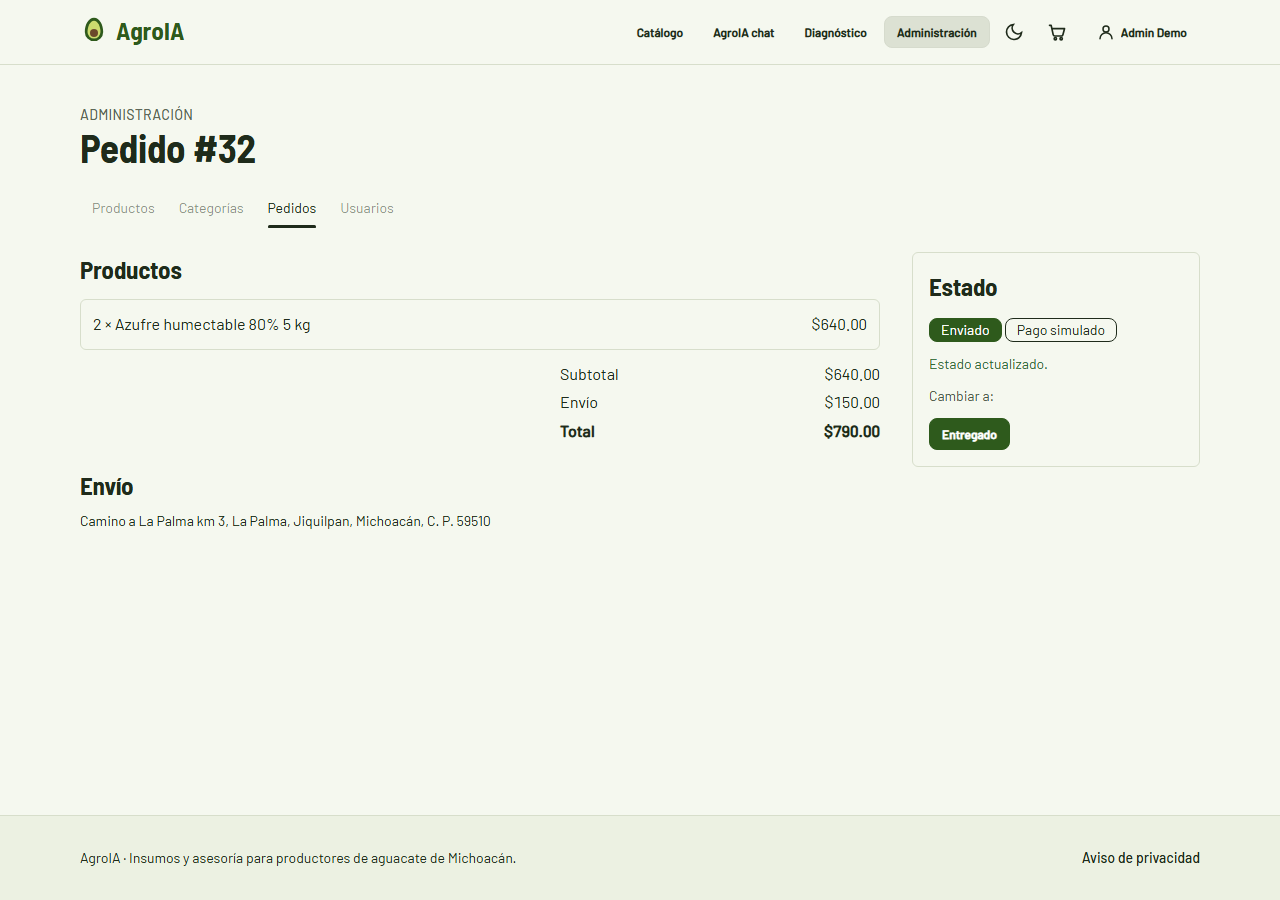 AgroIA
Catálogo
AgroIA chat
Diagnóstico
Administración
Admin Demo
ADMINISTRACIÓN
Pedido #32
Productos
Categorías
Pedidos
Usuarios
Productos
2 × Azufre humectable 80% 5 kg $640.00
Subtotal $640.00
Envío $150.00
Total $790.00
Envío
Camino a La Palma km 3, La Palma, Jiquilpan, Michoacán, C. P. 59510
Estado
Enviado
Pago simulado
Estado actualizado.
Cambiar a:
Entregado
AgroIA · Insumos y asesoría para productores de aguacate de Michoacán.
Aviso de privacidad